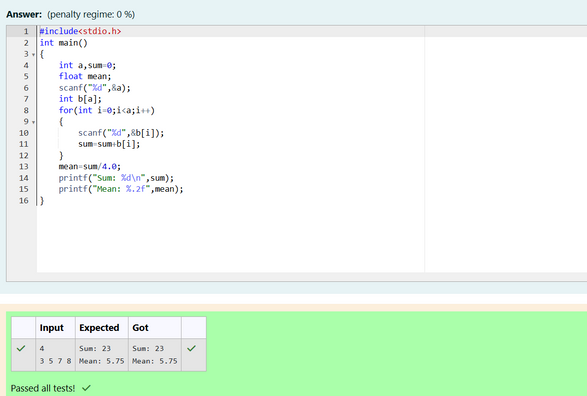 Answer: (penalty regime: 0 %)
1 #include<stdio.h>
2 int main()
3 {
4 int a,sum=0;
5 float mean;
6 scanf("%d",&a);
7 int b[a];
8 for(int i=0;i<a;i++)
9 {
10 scanf("%d",&b[i]);
11 sum=sum+b[i];
12 }
13 mean=sum/4.0;
14 printf("Sum: %d\n",sum);
15 printf("Mean: %.2f",mean);
16 }
Input Expected Got
4 Sum: 23 Sum: 23
3 5 7 8 Mean: 5.75 Mean: 5.75
Passed all tests!